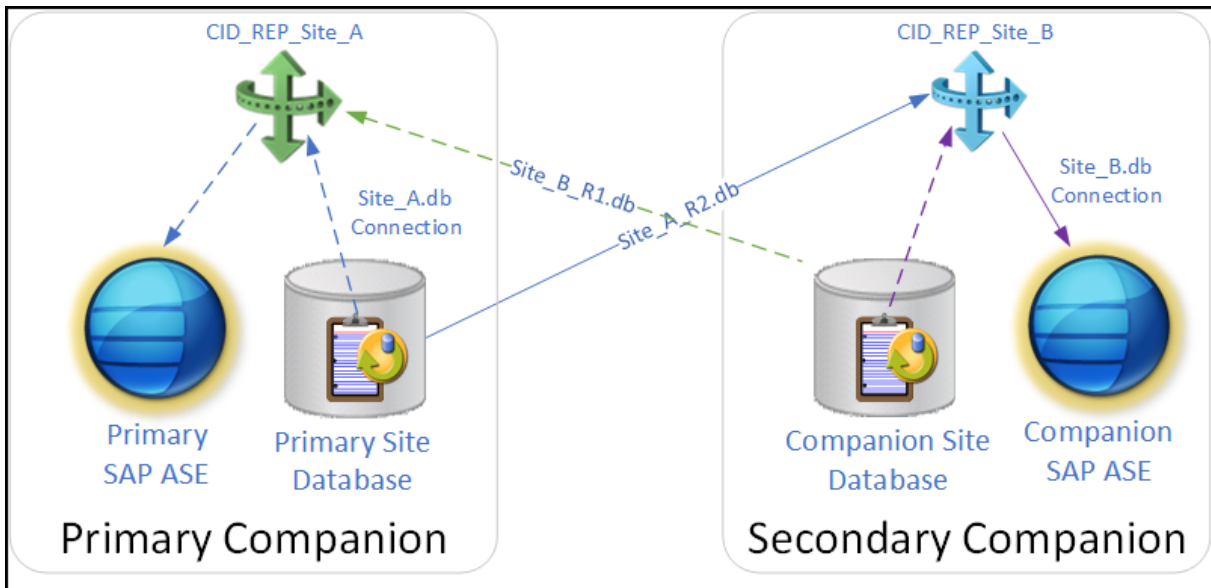 CID_REP_Site_A
CID_REP_Site_B
Site_B_R1.db
Site_A_R2.db
Site_A.db
Connection
Site_B.db
Connection
Primary
SAP ASE
Primary Site
Database
Companion Site
Database
Companion
SAP ASE
Primary Companion
Secondary Companion